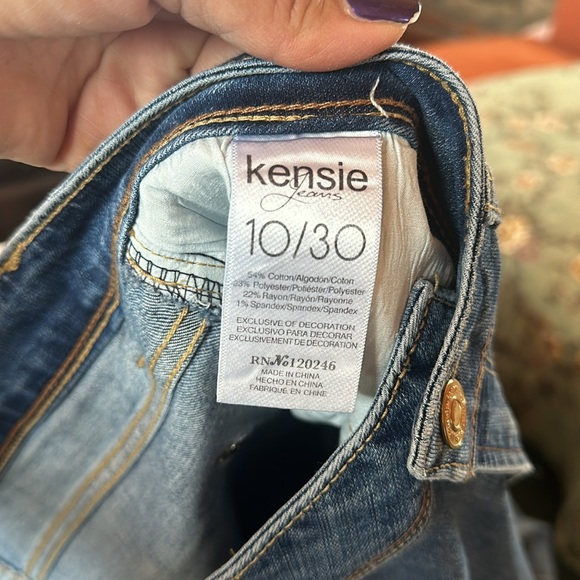 kensie
Jeans
10/30
54% Cotton/Algodón/Coton
23% Polyester/Poliéster/Polyester
22% Rayon/Rayón/Rayonne
1% Spandex/Spandex/Spandex
EXCLUSIVE OF DECORATION
EXCLUSIVO PARA DECORAR
EXCLUSIVEMENT DE DECORATION
RN No 120246
MADE IN CHINA
HECHO EN CHINA
FABRIQUÉ EN CHINE